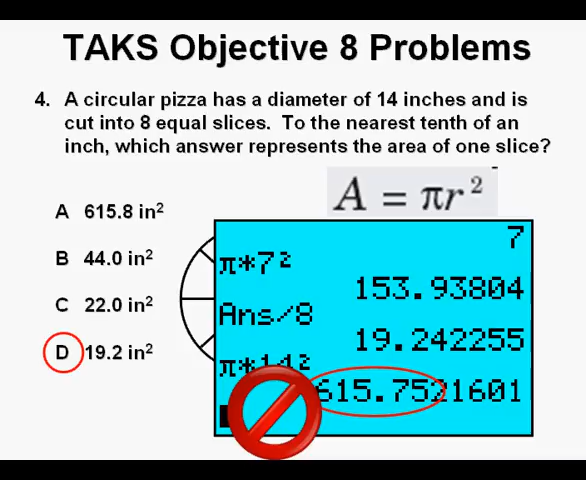 TAKS Objective 8 Problems
4. A circular pizza has a diameter of 14 inches and is
cut into 8 equal slices. To the nearest tenth of an
inch, which answer represents the area of one slice?
A = πr²
A 615.8 in²
B 44.0 in²
C 22.0 in²
D 19.2 in²
7
π*7²
153.93804
Ans/8
19.242255
π*14²
615.7521601